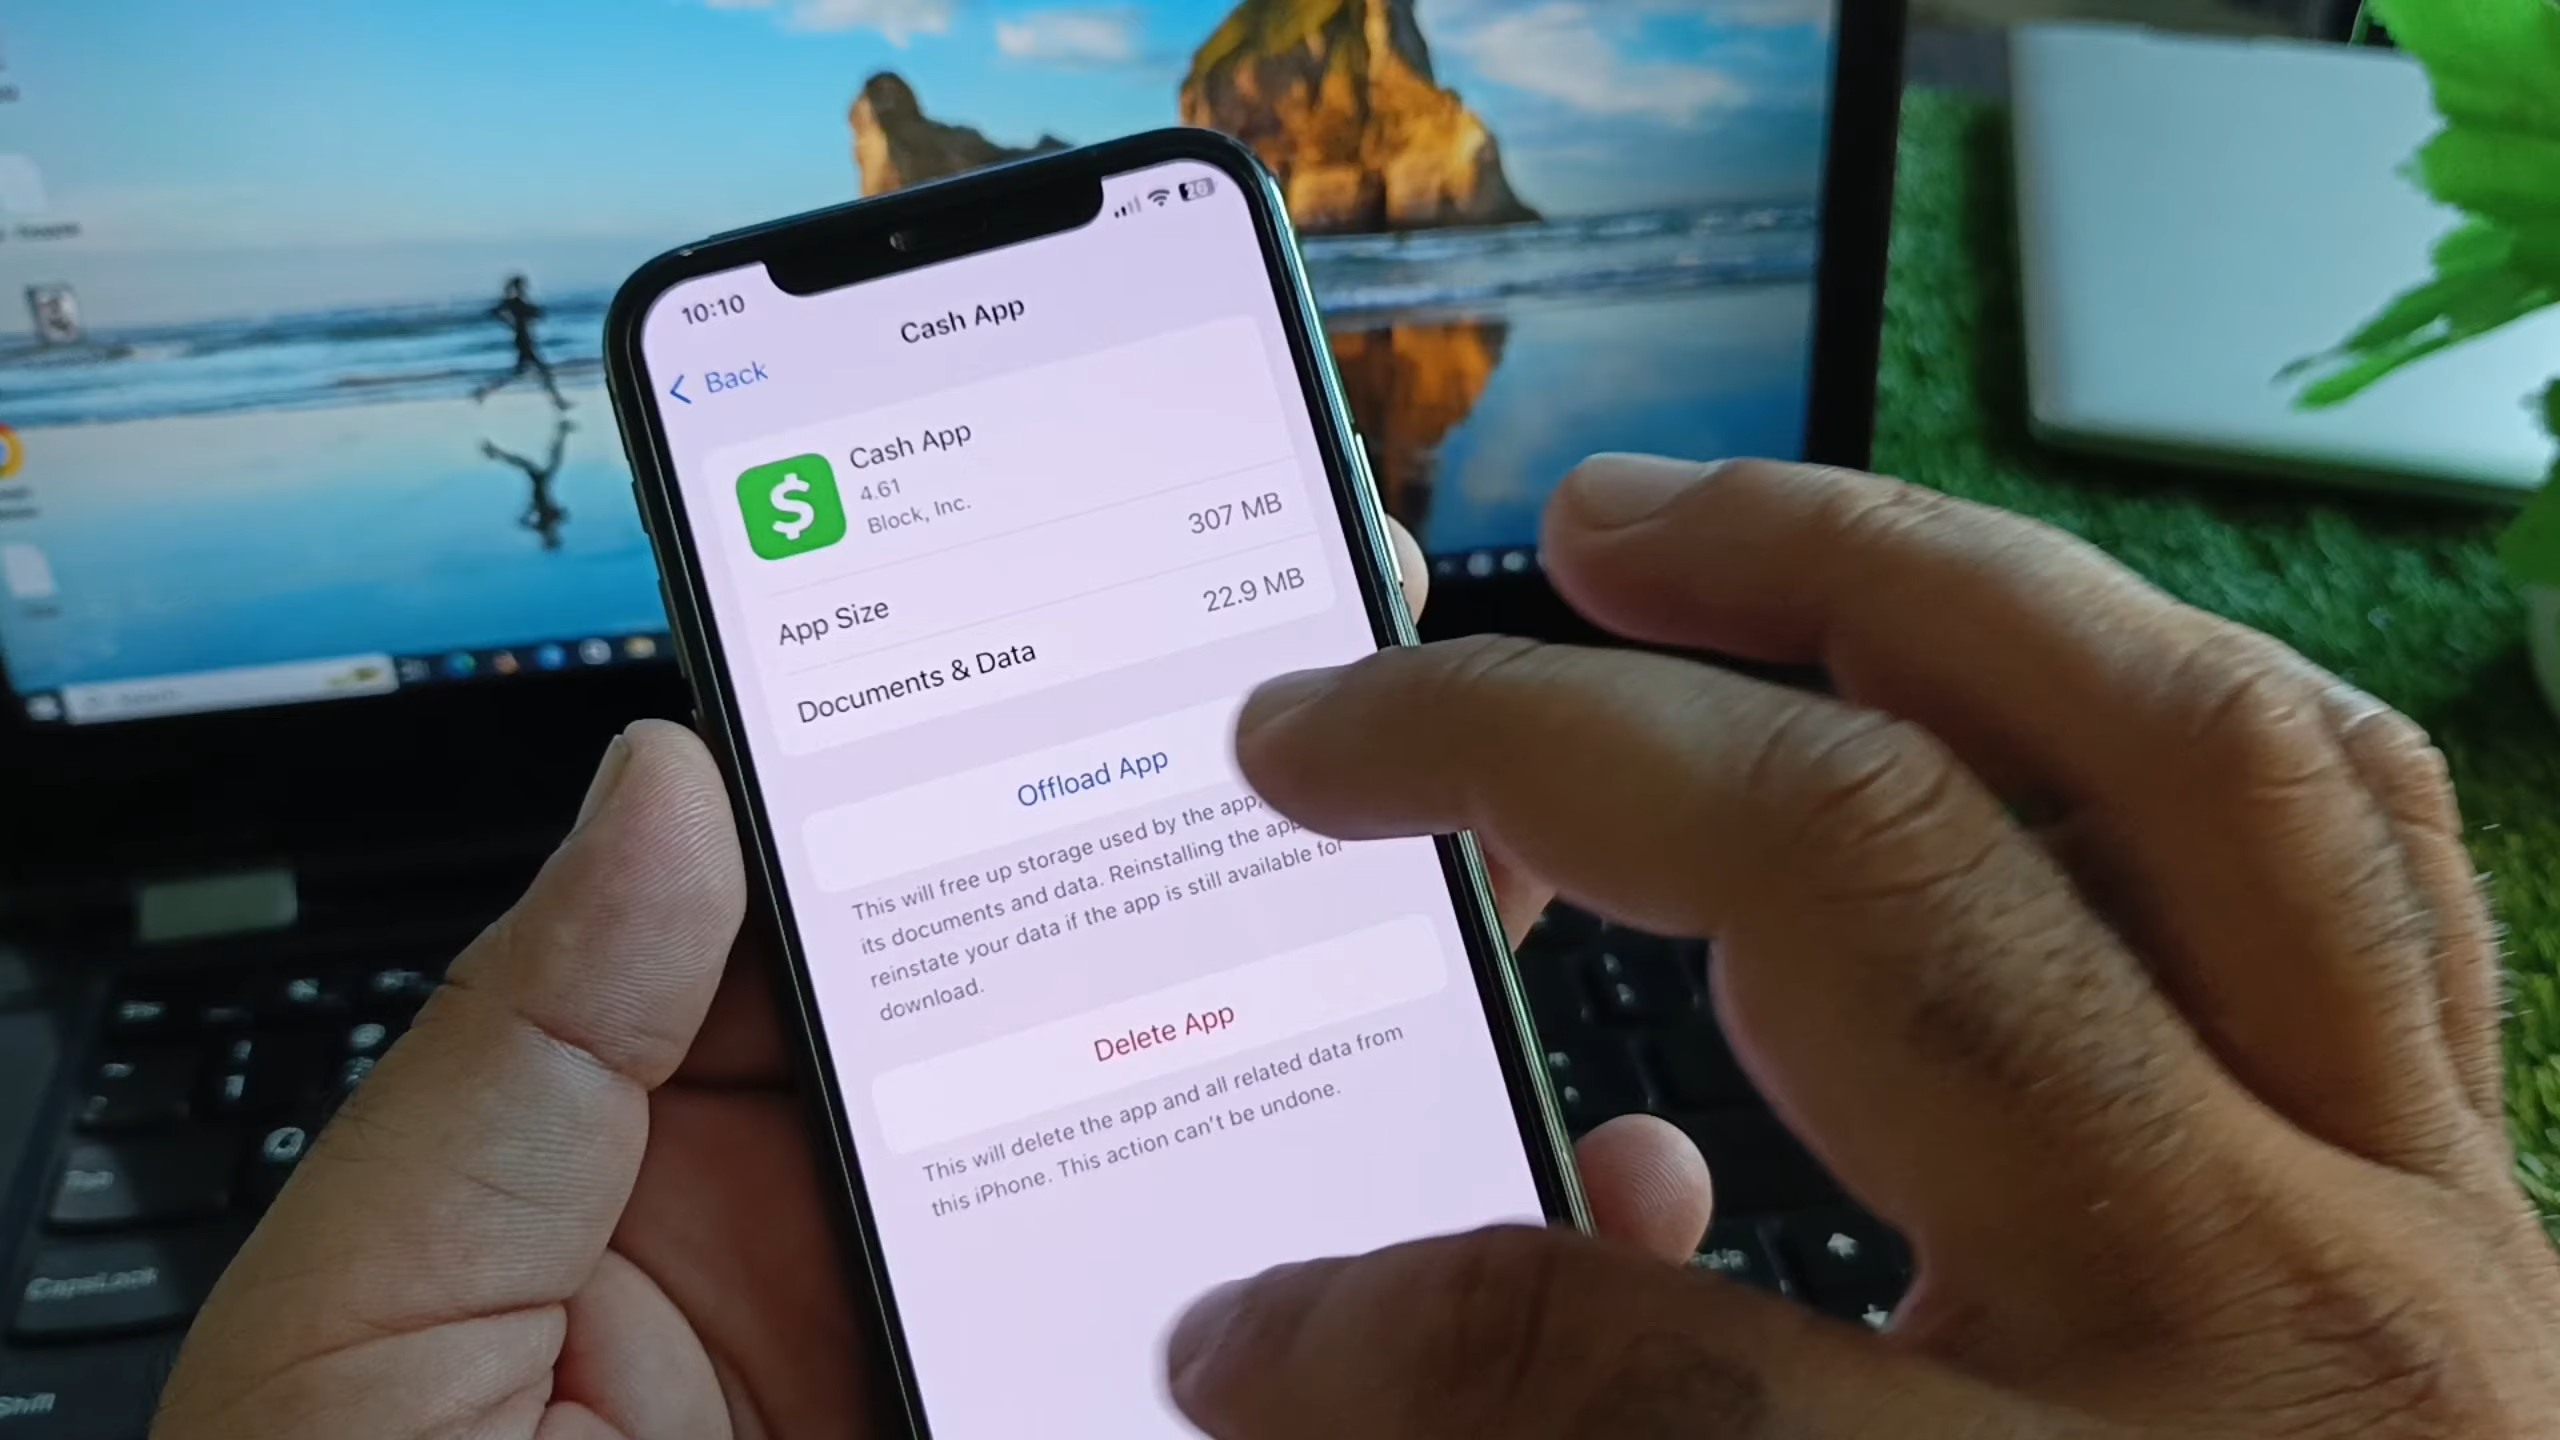 10:10
26
Cash App
Back
Cash App
4.61
Block, Inc.
App Size
307 MB
Documents & Data
22.9 MB
Offload App
This will free up storage used by the app,
its documents and data. Reinstalling the app
reinstate your data if the app is still available for
download.
Delete App
This will delete the app and all related data from
this iPhone. This action can't be undone.
CapsLock
Shift